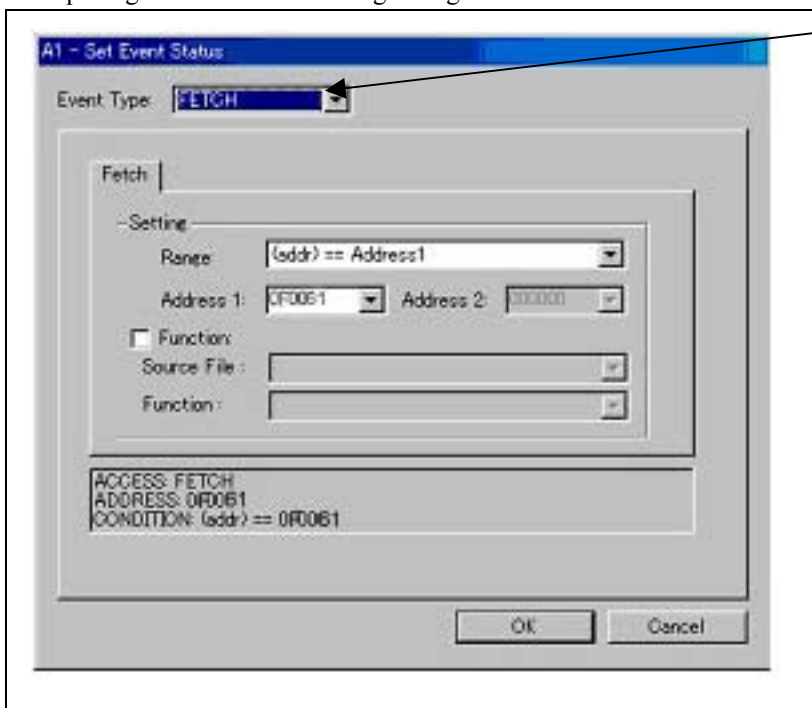 A1 - Set Event Status
Event Type: FETCH
Fetch
Setting
Range: (addr) == Address1
Address 1: 0F0061 Address 2: 000000
Function:
Source File :
Function :
ACCESS: FETCH
ADDRESS: 0F0061
CONDITION: (addr) == 0F0061
OK Cancel